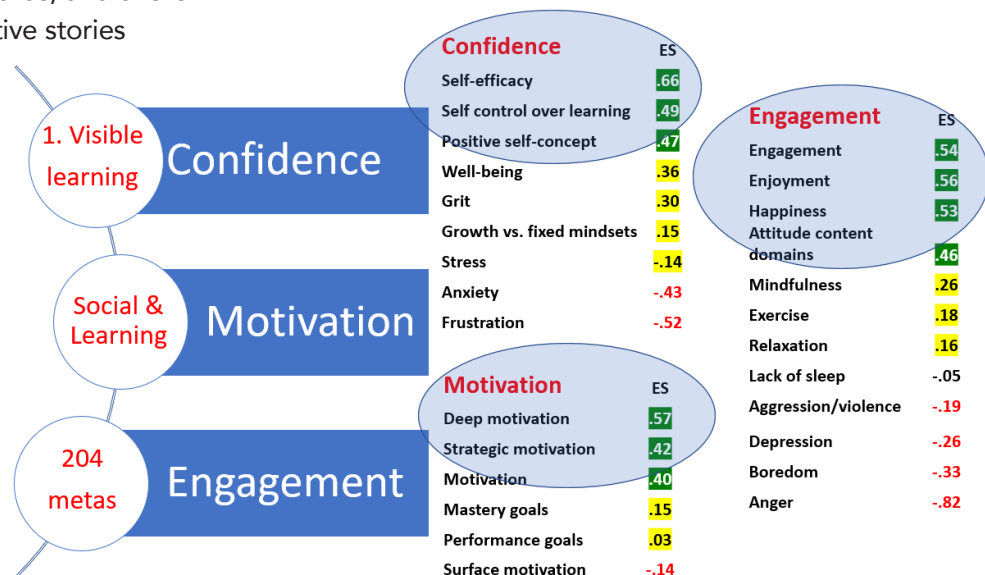 tive stories
1. Visible
learning
Confidence
Social &
Learning
Motivation
204
metas
Engagement
Confidence ES
Self-efficacy .66
Self control over learning .49
Positive self-concept .47
Well-being .36
Grit .30
Growth vs. fixed mindsets .15
Stress -.14
Anxiety -.43
Frustration -.52
Motivation ES
Deep motivation .57
Strategic motivation .42
Motivation .40
Mastery goals .15
Performance goals .03
Surface motivation -.14
Engagement ES
Engagement .54
Enjoyment .56
Happiness .53
Attitude content
domains .46
Mindfulness .26
Exercise .18
Relaxation .16
Lack of sleep -.05
Aggression/violence -.19
Depression -.26
Boredom -.33
Anger -.82